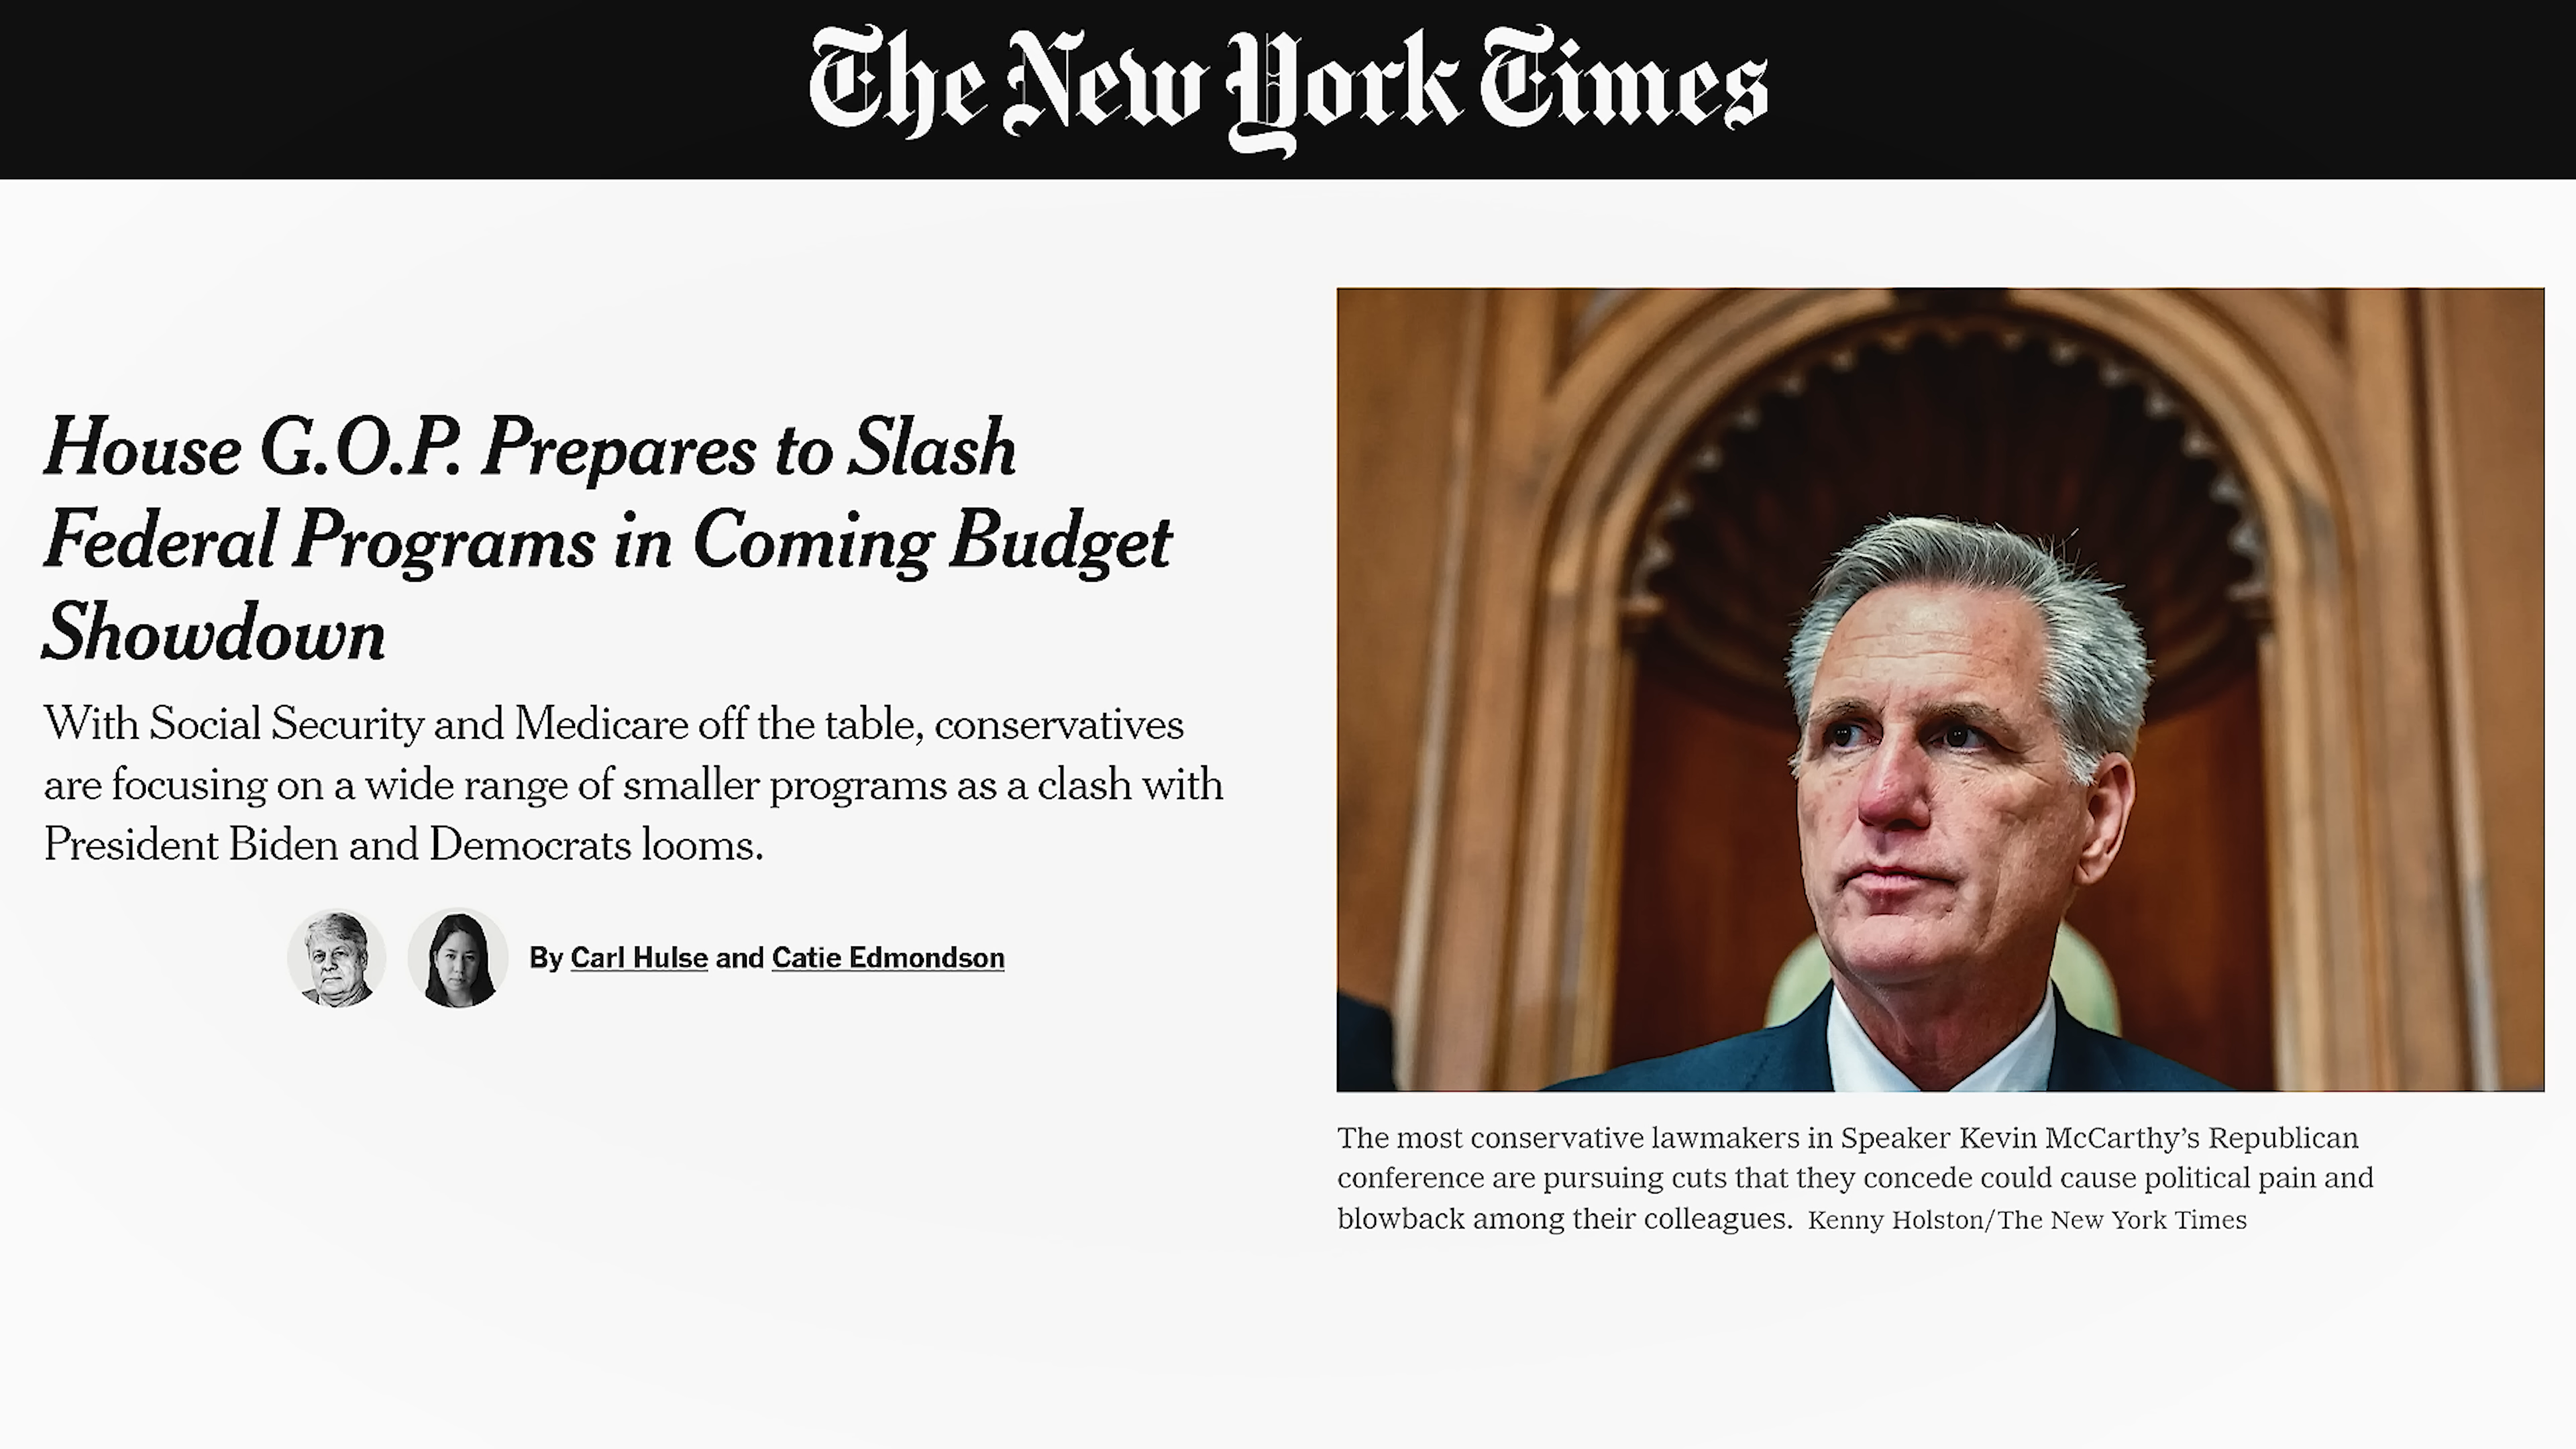 The New York Times
House G.O.P. Prepares to Slash
Federal Programs in Coming Budget
Showdown
With Social Security and Medicare off the table, conservatives
are focusing on a wide range of smaller programs as a clash with
President Biden and Democrats looms.
By Carl Hulse and Catie Edmondson
The most conservative lawmakers in Speaker Kevin McCarthy’s Republican
conference are pursuing cuts that they concede could cause political pain and
blowback among their colleagues. Kenny Holston/The New York Times